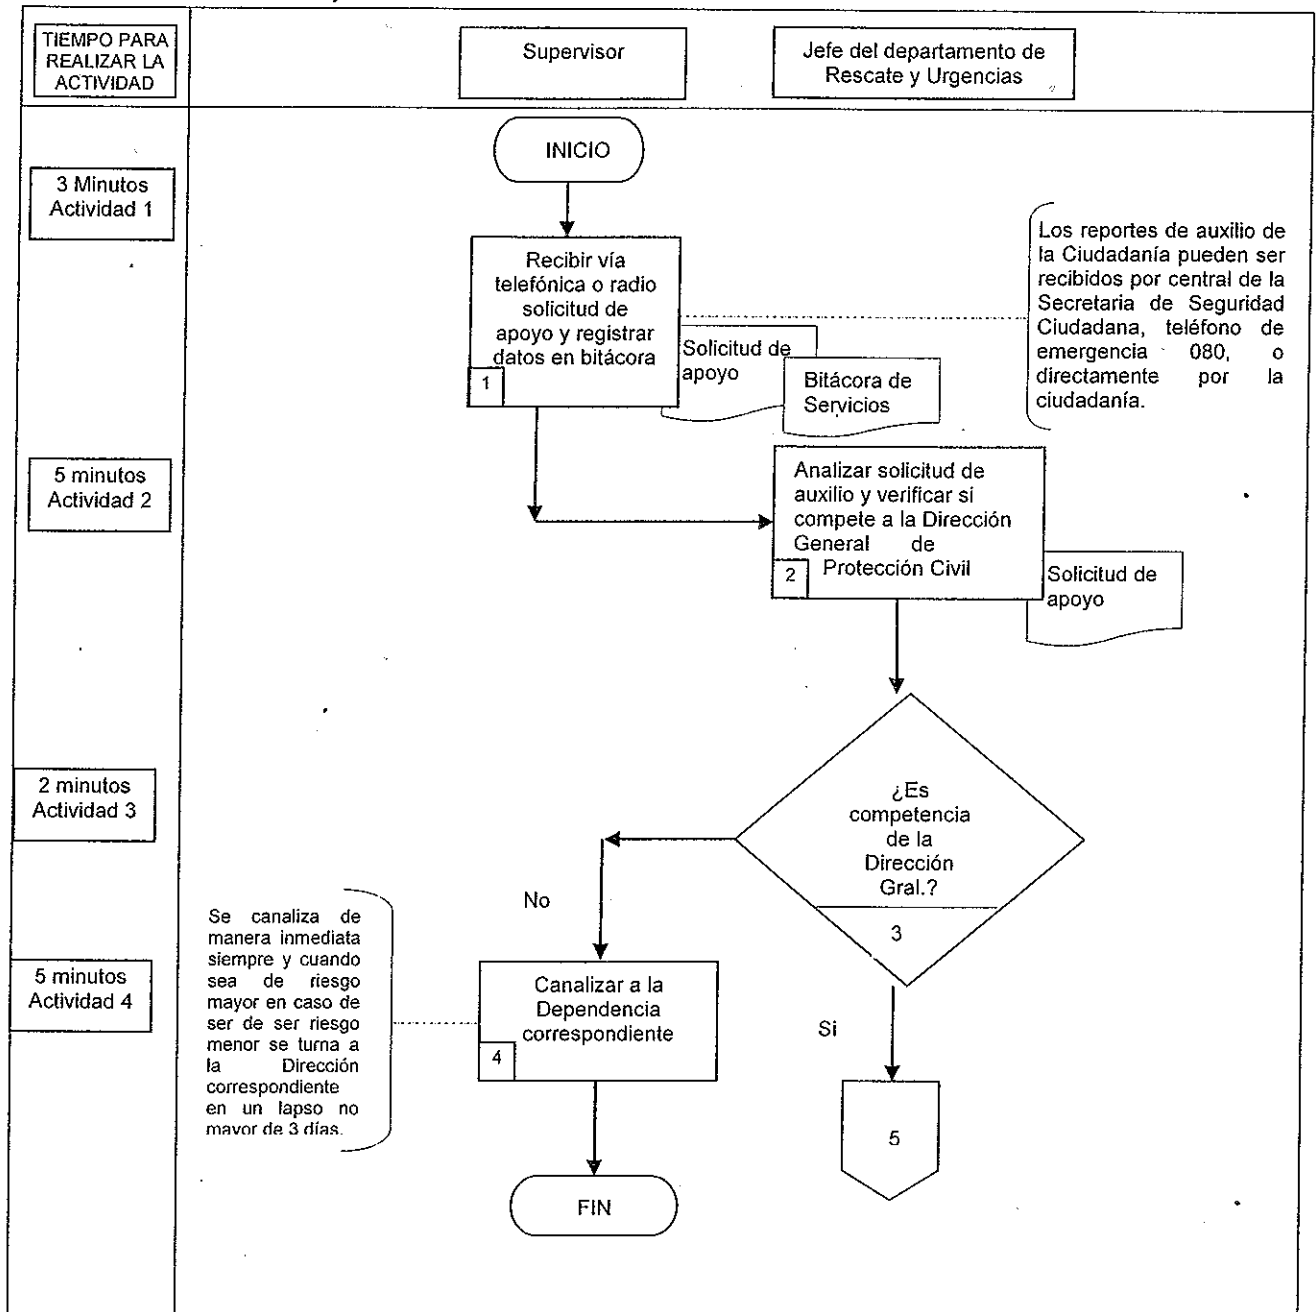 TIEMPO PARA
REALIZAR LA
ACTIVIDAD
Supervisor
Jefe del departamento de
Rescate y Urgencias
INICIO
3 Minutos
Actividad 1
Recibir vía
telefónica o radio
solicitud de
apoyo y registrar
datos en bitácora
1
Solicitud de
apoyo
Bitácora de
Servicios
Los reportes de auxilio de
la Ciudadanía pueden ser
recibidos por central de la
Secretaria de Seguridad
Ciudadana, teléfono de
emergencia 080, o
directamente por la
ciudadanía.
5 minutos
Actividad 2
Analizar solicitud de
auxilio y verificar si
compete a la Dirección
General de
Protección Civil
2
Solicitud de
apoyo
2 minutos
Actividad 3
¿Es
competencia
de la
Dirección
Gral.?
3
No
Si
5 minutos
Actividad 4
Se canaliza de
manera inmediata
siempre y cuando
sea de riesgo
mayor en caso de
ser de ser riesgo
menor se turna a
la Dirección
correspondiente
en un lapso no
mayor de 3 días.
Canalizar a la
Dependencia
correspondiente
4
5
FIN